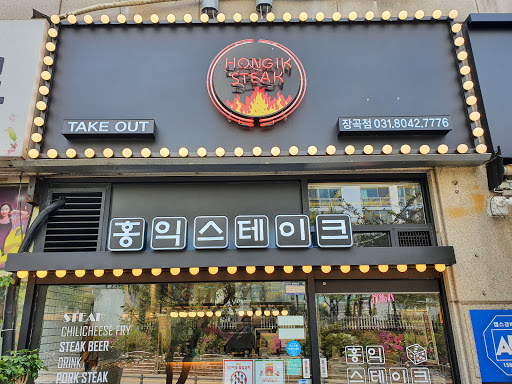 HONGIK
STEAK
TAKE OUT
장곡점 031.8042.7776
홍익스테이크
STEAK
CHILICHEESE FRY
STEAK BEER
DRINK
PORK STEAK
홍익
스테이크